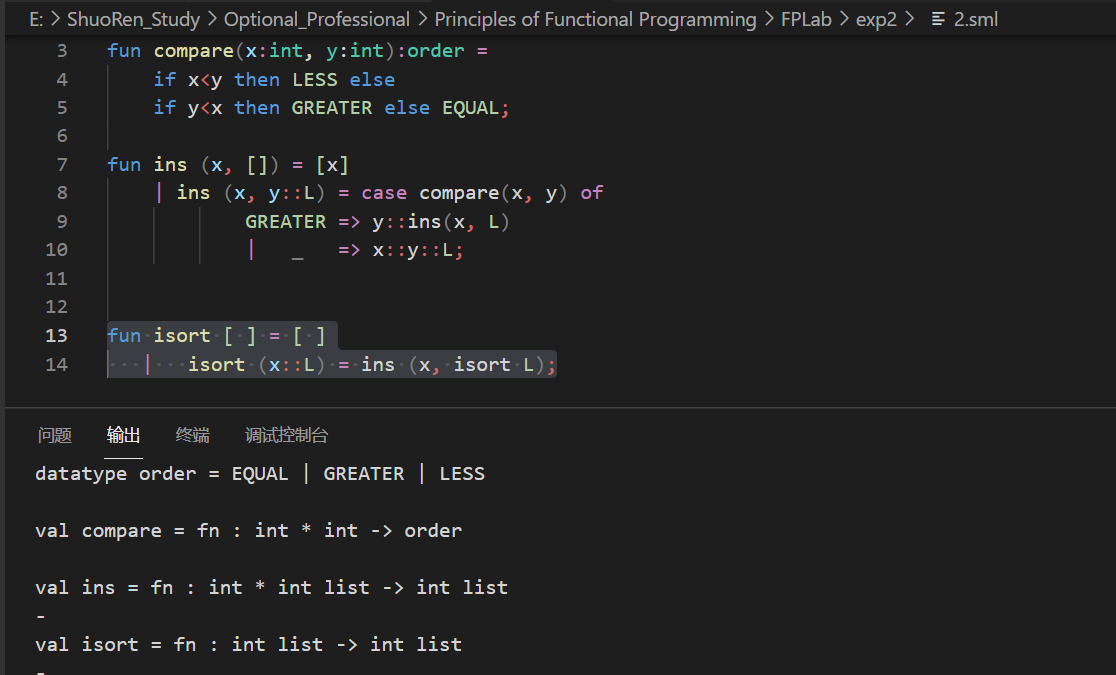 E: > ShuoRen_Study > Optional_Professional > Principles of Functional Programming > FPLab > exp2 > 2.sml
3 fun compare(x:int, y:int):order =
4 if x<y then LESS else
5 if y<x then GREATER else EQUAL;
6
7 fun ins (x, []) = [x]
8 | ins (x, y::L) = case compare(x, y) of
9 GREATER => y::ins(x, L)
10 | _ => x::y::L;
11
12
13 fun isort [ ] = [ ]
14 | isort (x::L) = ins (x, isort L);
问题 输出 终端 调试控制台
datatype order = EQUAL | GREATER | LESS
val compare = fn : int * int -> order
val ins = fn : int * int list -> int list
-
val isort = fn : int list -> int list
-